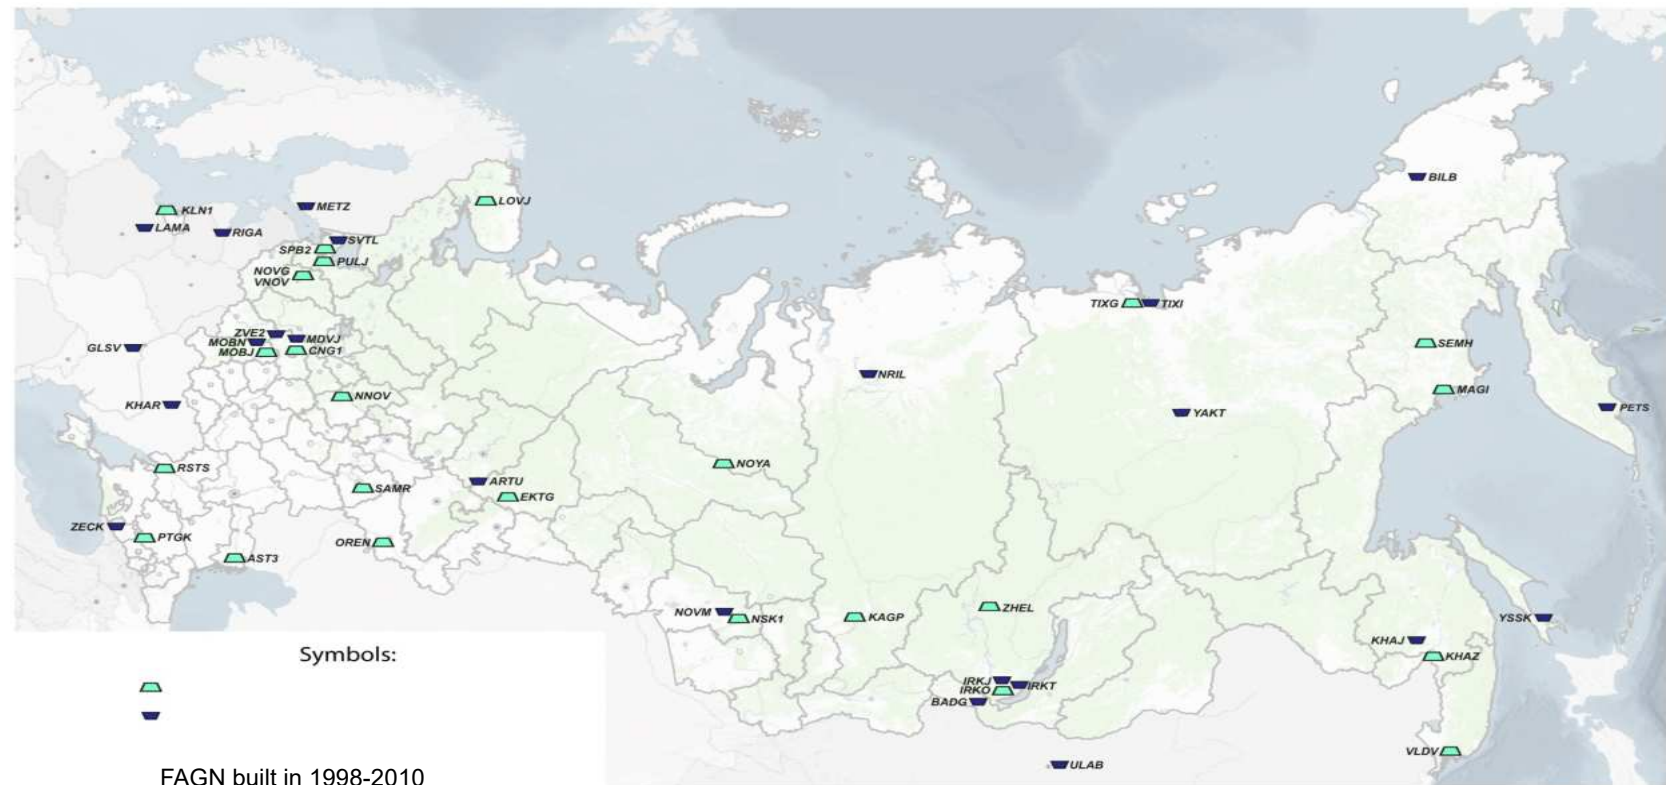 BILB
LOVJ
METZ
KLN1
LAMA
RIGA
SVTL
SPB2
PULJ
NOVG
VNOV
TIXG
TIXI
ZVE2
MDVJ
MOBN
MOBJ
CNG1
GLSV
SEMH
NRIL
MAGI
NNOV
KHAR
PETS
YAKT
NOYA
RSTS
ARTU
SAMR
EKTG
ZECK
PTGK
OREN
AST3
ZHEL
NOVM
NSK1
KAGP
YSSK
KHAJ
KHAZ
Symbols:
IRKJ
IRKT
IRKO
BADG
VLDV
ULAB
FAGN built in 1998-2010